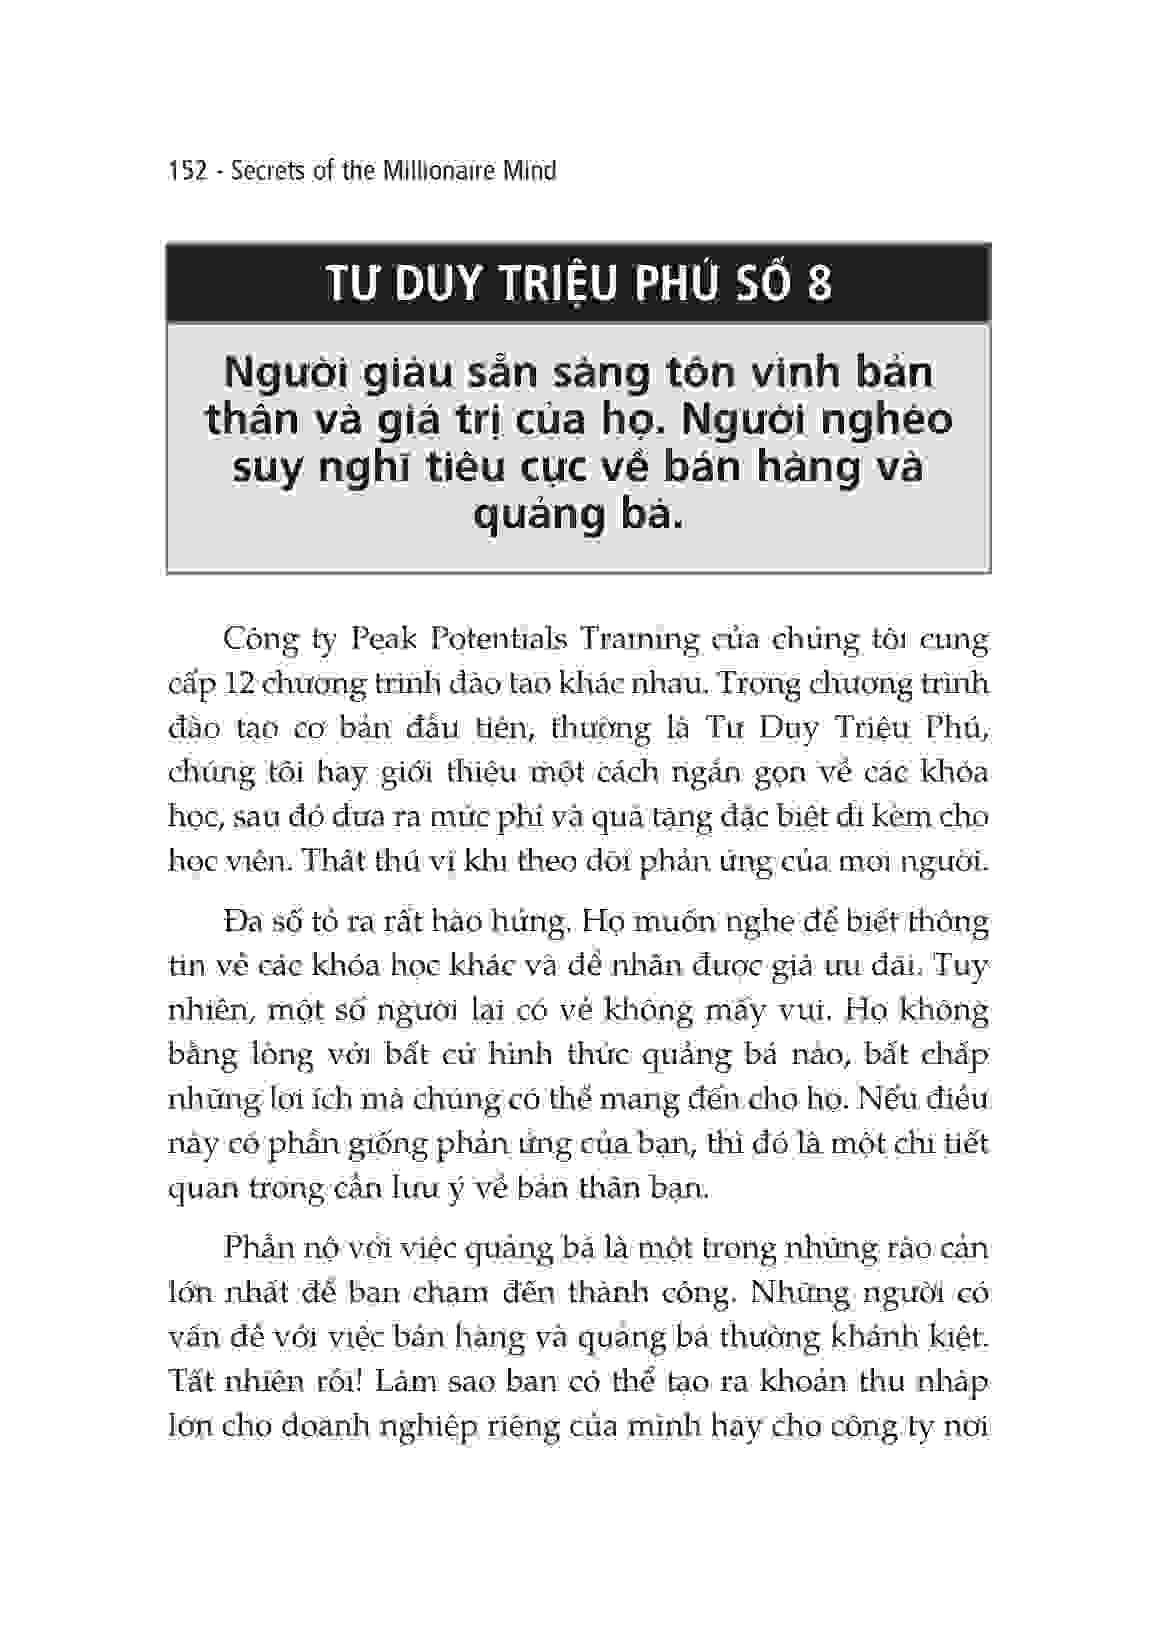 152 - Secrets of the Millionaire Mind
TƯ DUY TRIỆU PHÚ SỐ 8
Người giàu sẵn sàng tôn vinh bản
thân và giá trị của họ. Người nghèo
suy nghĩ tiêu cực về bán hàng và
quảng bá.
Công ty Peak Potentials Training của chúng tôi cung
cấp 12 chương trình đào tạo khác nhau. Trong chương trình
đào tạo cơ bản đầu tiên, thường là Tư Duy Triệu Phú,
chúng tôi hay giới thiệu một cách ngắn gọn về các khóa
học, sau đó đưa ra mức phí và quà tặng đặc biệt đi kèm cho
học viên. Thật thú vị khi theo dõi phản ứng của mọi người.
Đa số tỏ ra rất hào hứng. Họ muốn nghe để biết thông
tin về các khóa học khác và để nhận được giá ưu đãi. Tuy
nhiên, một số người lại có vẻ không mấy vui. Họ không
bằng lòng với bất cứ hình thức quảng bá nào, bất chấp
những lợi ích mà chúng có thể mang đến cho họ. Nếu điều
này có phần giống phản ứng của bạn, thì đó là một chi tiết
quan trọng cần lưu ý về bản thân bạn.
Phẫn nộ với việc quảng bá là một trong những rào cản
lớn nhất để bạn chạm đến thành công. Những người có
vấn đề với việc bán hàng và quảng bá thường khánh kiệt.
Tất nhiên rồi! Làm sao bạn có thể tạo ra khoản thu nhập
lớn cho doanh nghiệp riêng của mình hay cho công ty nơi